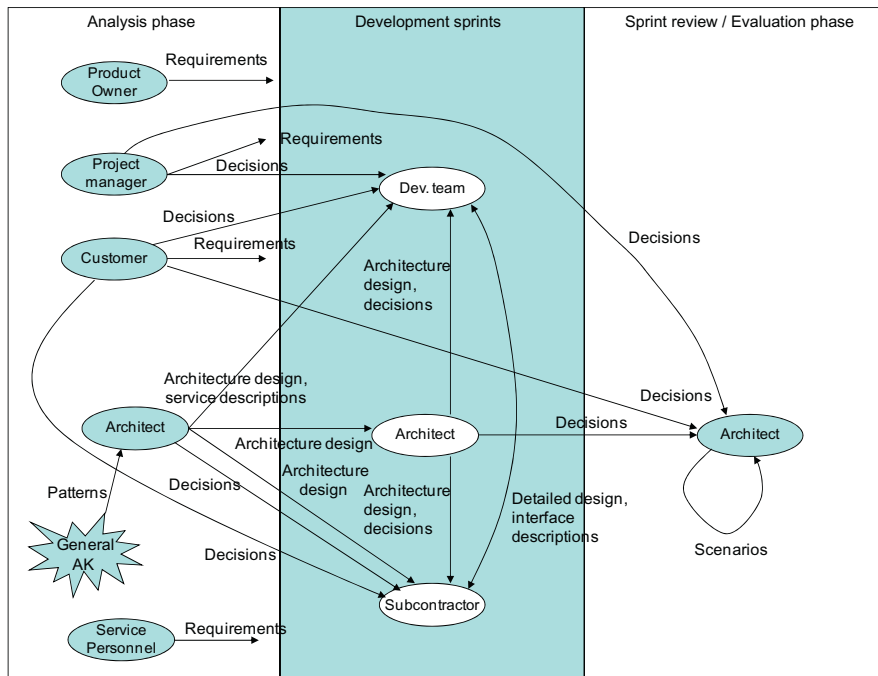 Analysis phase
Development sprints
Sprint review / Evaluation phase
Requirements
Product
Owner
Requirements
Project
manager
Decisions
Dev. team
Decisions
Requirements
Customer
Decisions
Architecture
design,
decisions
Architecture design,
service descriptions
Decisions
Architect
Architecture design
Architect
Decisions
Architect
Patterns
Decisions
Architecture
design
Architecture
design,
decisions
Detailed design,
interface
descriptions
General
AK
Decisions
Scenarios
Subcontractor
Service
Personnel
Requirements